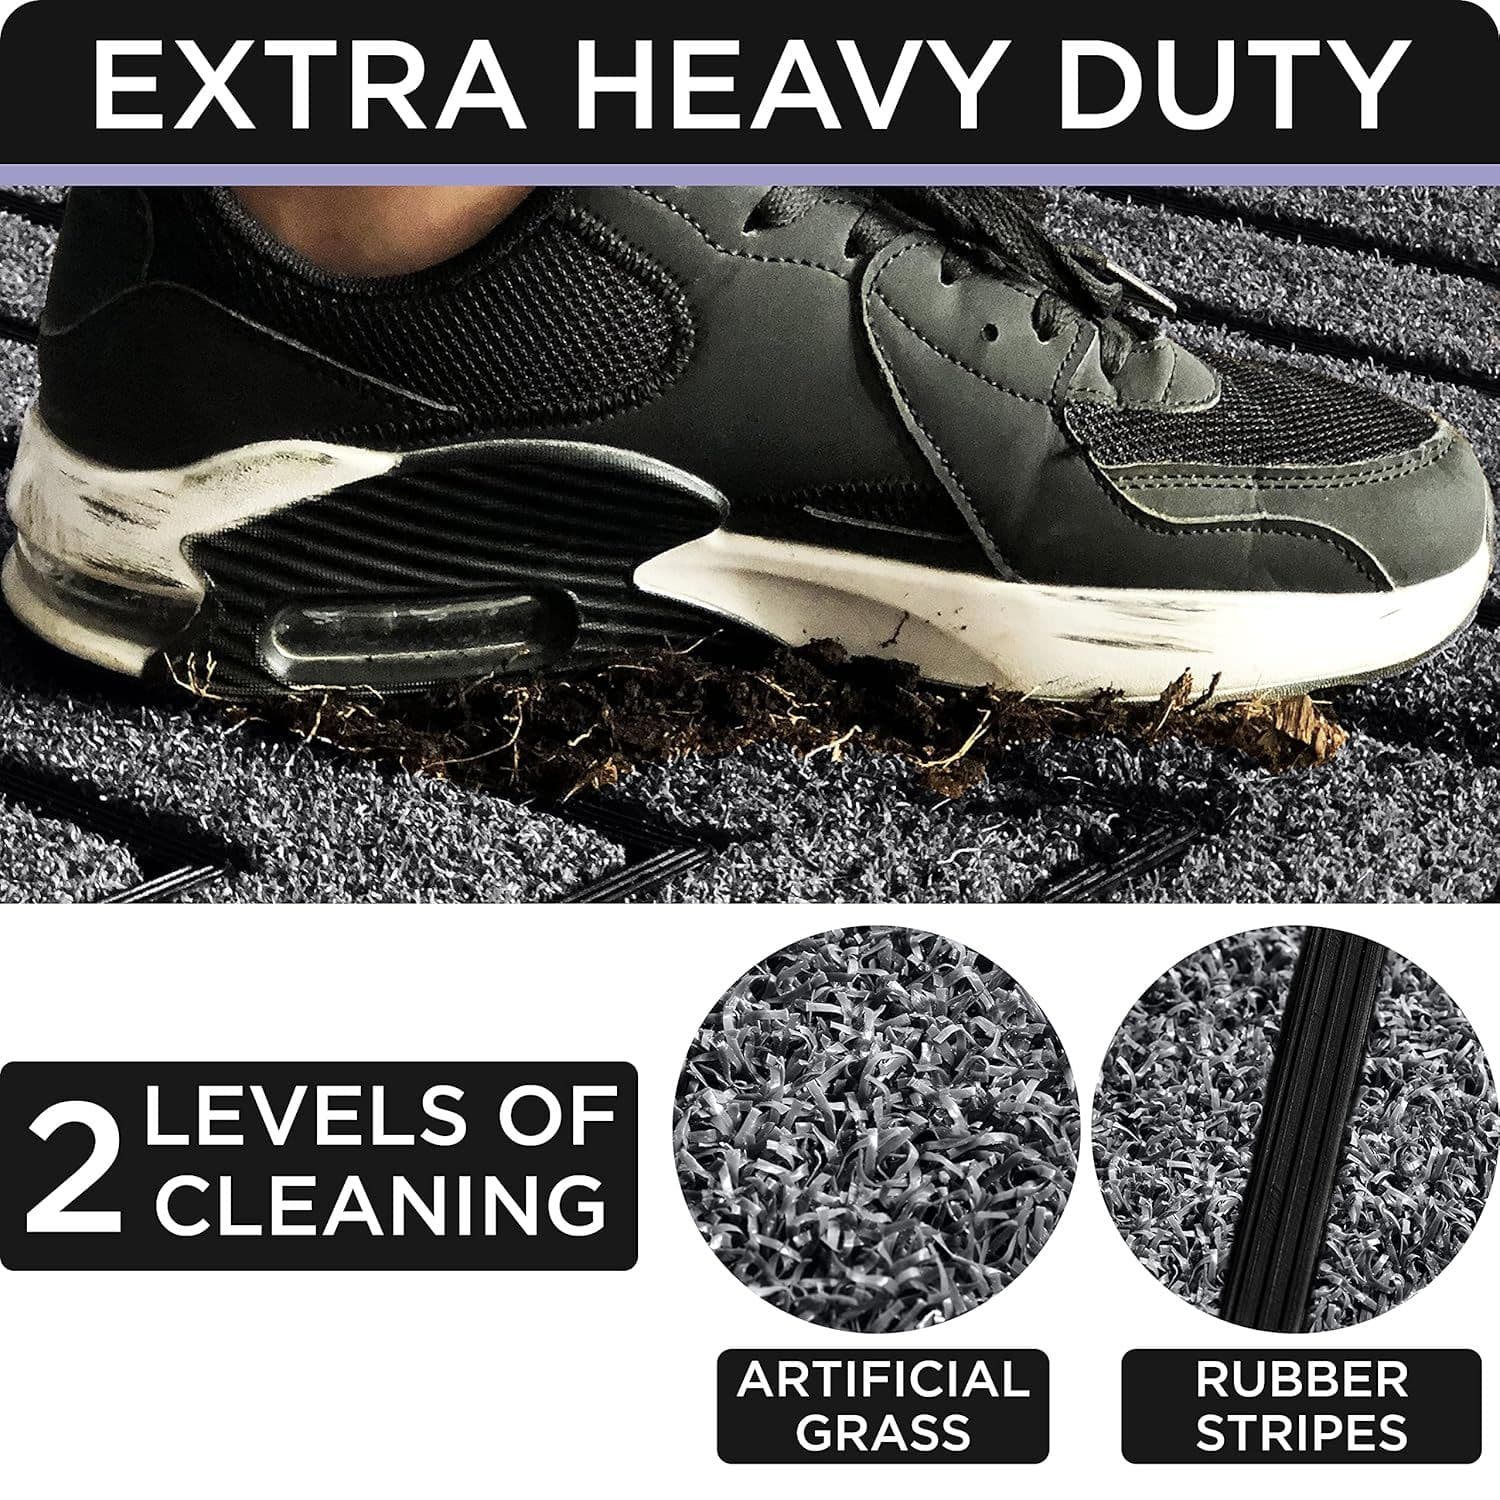 EXTRA HEAVY DUTY
2 LEVELS OF
CLEANING
ARTIFICIAL
GRASS
RUBBER
STRIPES